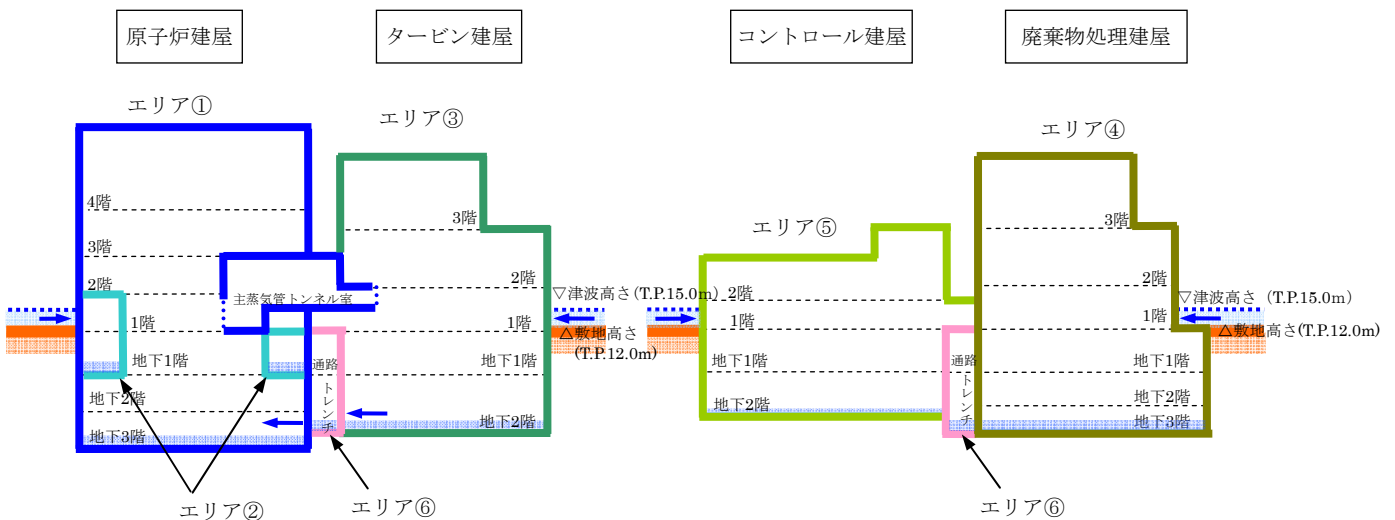 原子炉建屋
タービン建屋
コントロール建屋
廃棄物処理建屋
エリア①
エリア③
エリア④
エリア⑤
4階
3階
2階
1階
地下1階
地下2階
地下3階
主蒸気管トンネル室
通路
トレンチ
3階
2階
1階
地下1階
地下2階
▽津波高さ(T.P.15.0m)
△敷地高さ
(T.P.12.0m)
2階
1階
地下1階
地下2階
通路
トレンチ
3階
2階
1階
地下1階
地下2階
地下3階
▽津波高さ (T.P.15.0m)
△敷地高さ(T.P.12.0m)
エリア②
エリア⑥
エリア⑥